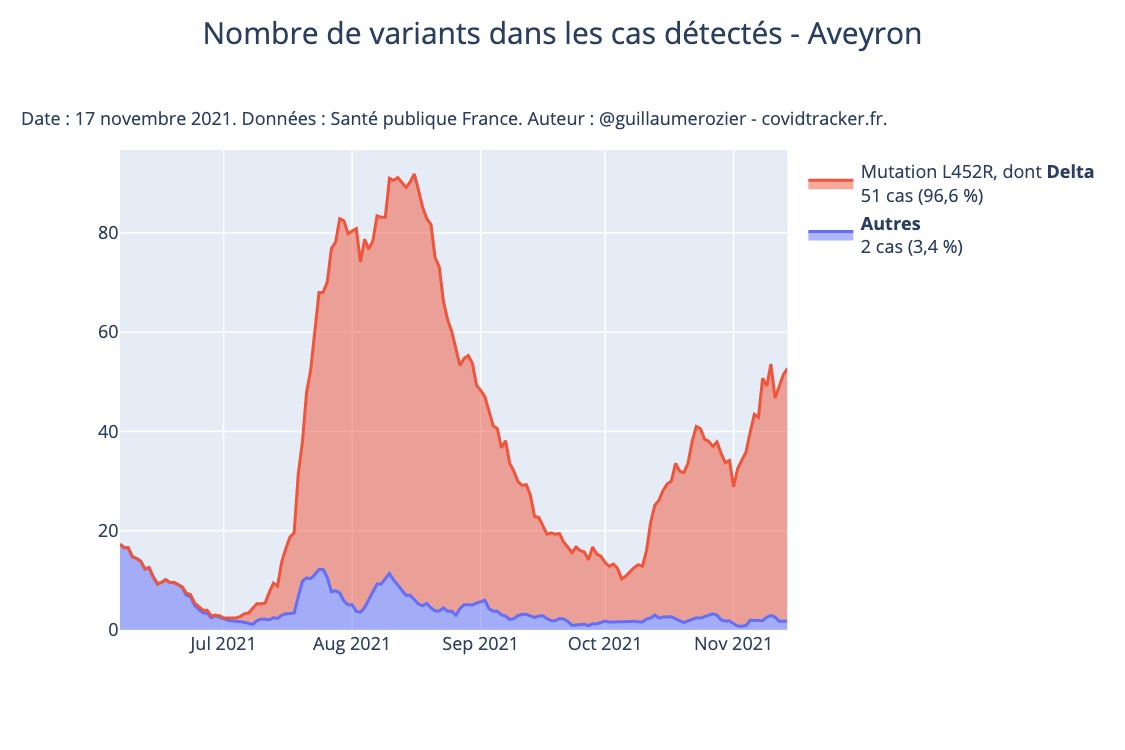 Nombre de variants dans les cas détectés - Aveyron
Date : 17 novembre 2021. Données : Santé publique France. Auteur : @guillaumerozier - covidtracker.fr.
Mutation L452R, dont Delta
51 cas (96,6 %)
Autres
2 cas (3,4 %)
80
60
40
20
0
Jul 2021 Aug 2021 Sep 2021 Oct 2021 Nov 2021